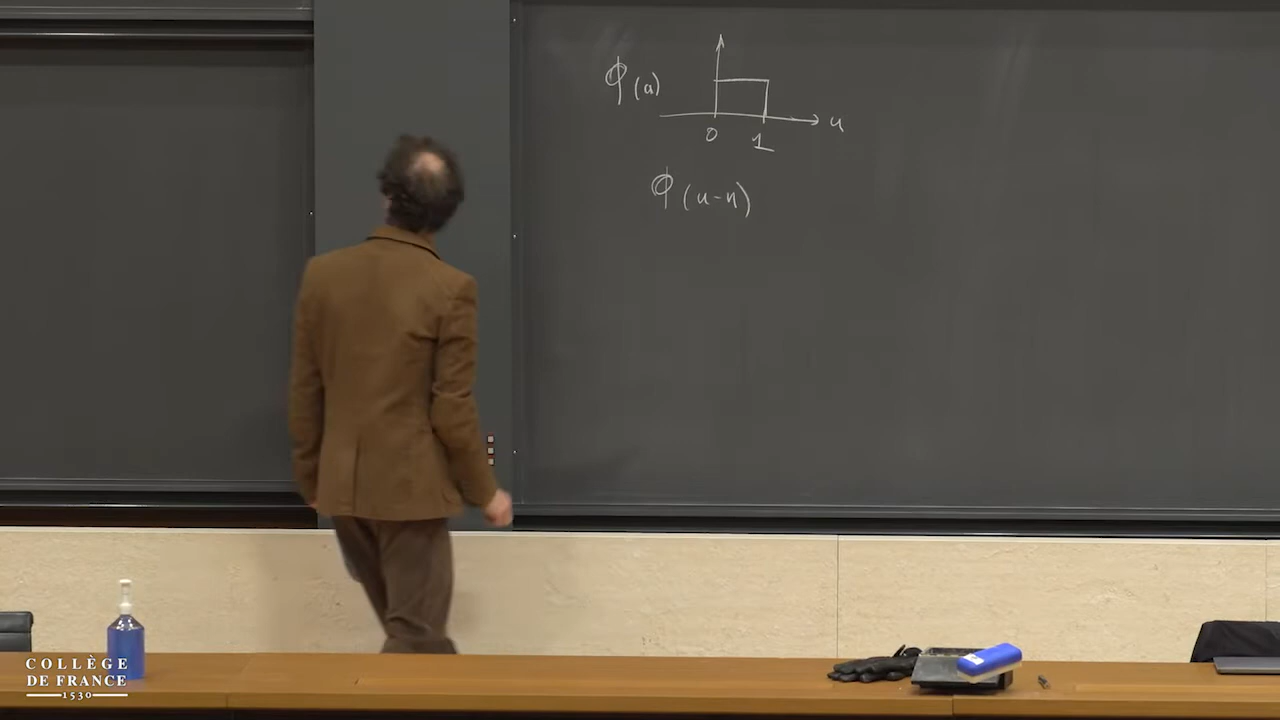 ϕ(u)
u
0 1
ϕ(u-n)
COLLÈGE
DE FRANCE
1530